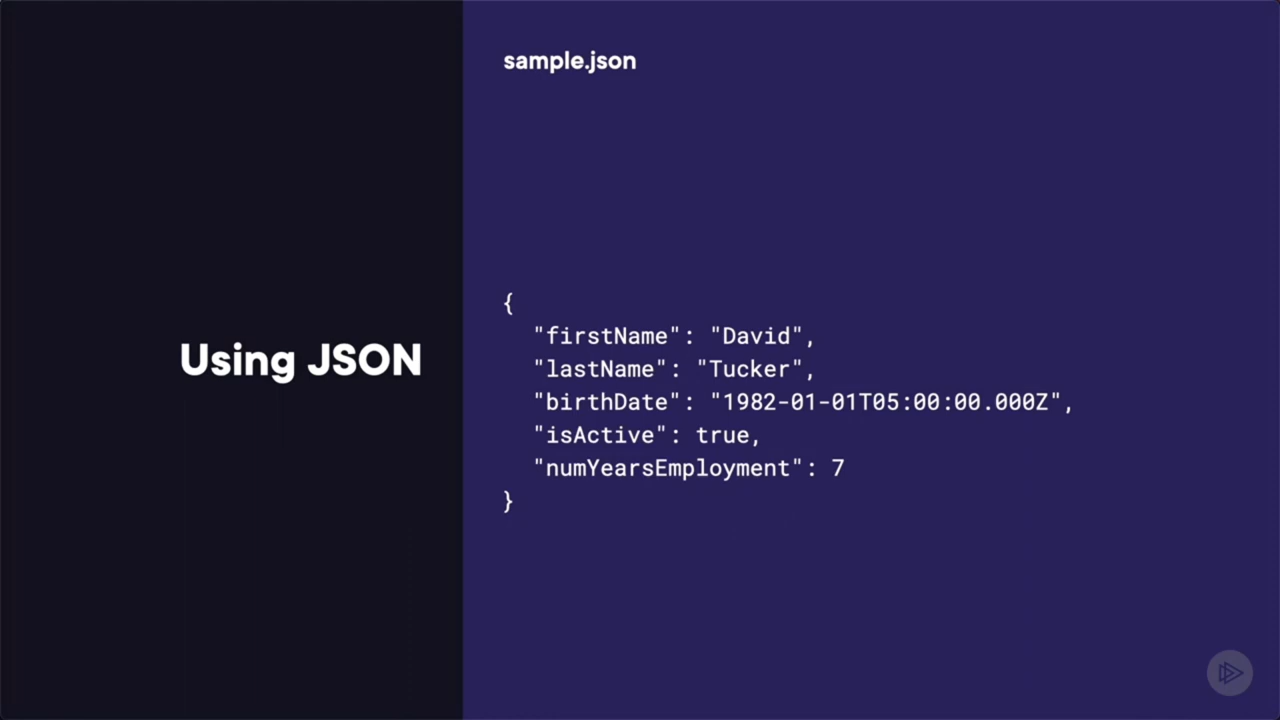 sample.json
Using JSON
{
"firstName": "David",
"lastName": "Tucker",
"birthDate": "1982-01-01T05:00:00.000Z",
"isActive": true,
"numYearsEmployment": 7
}